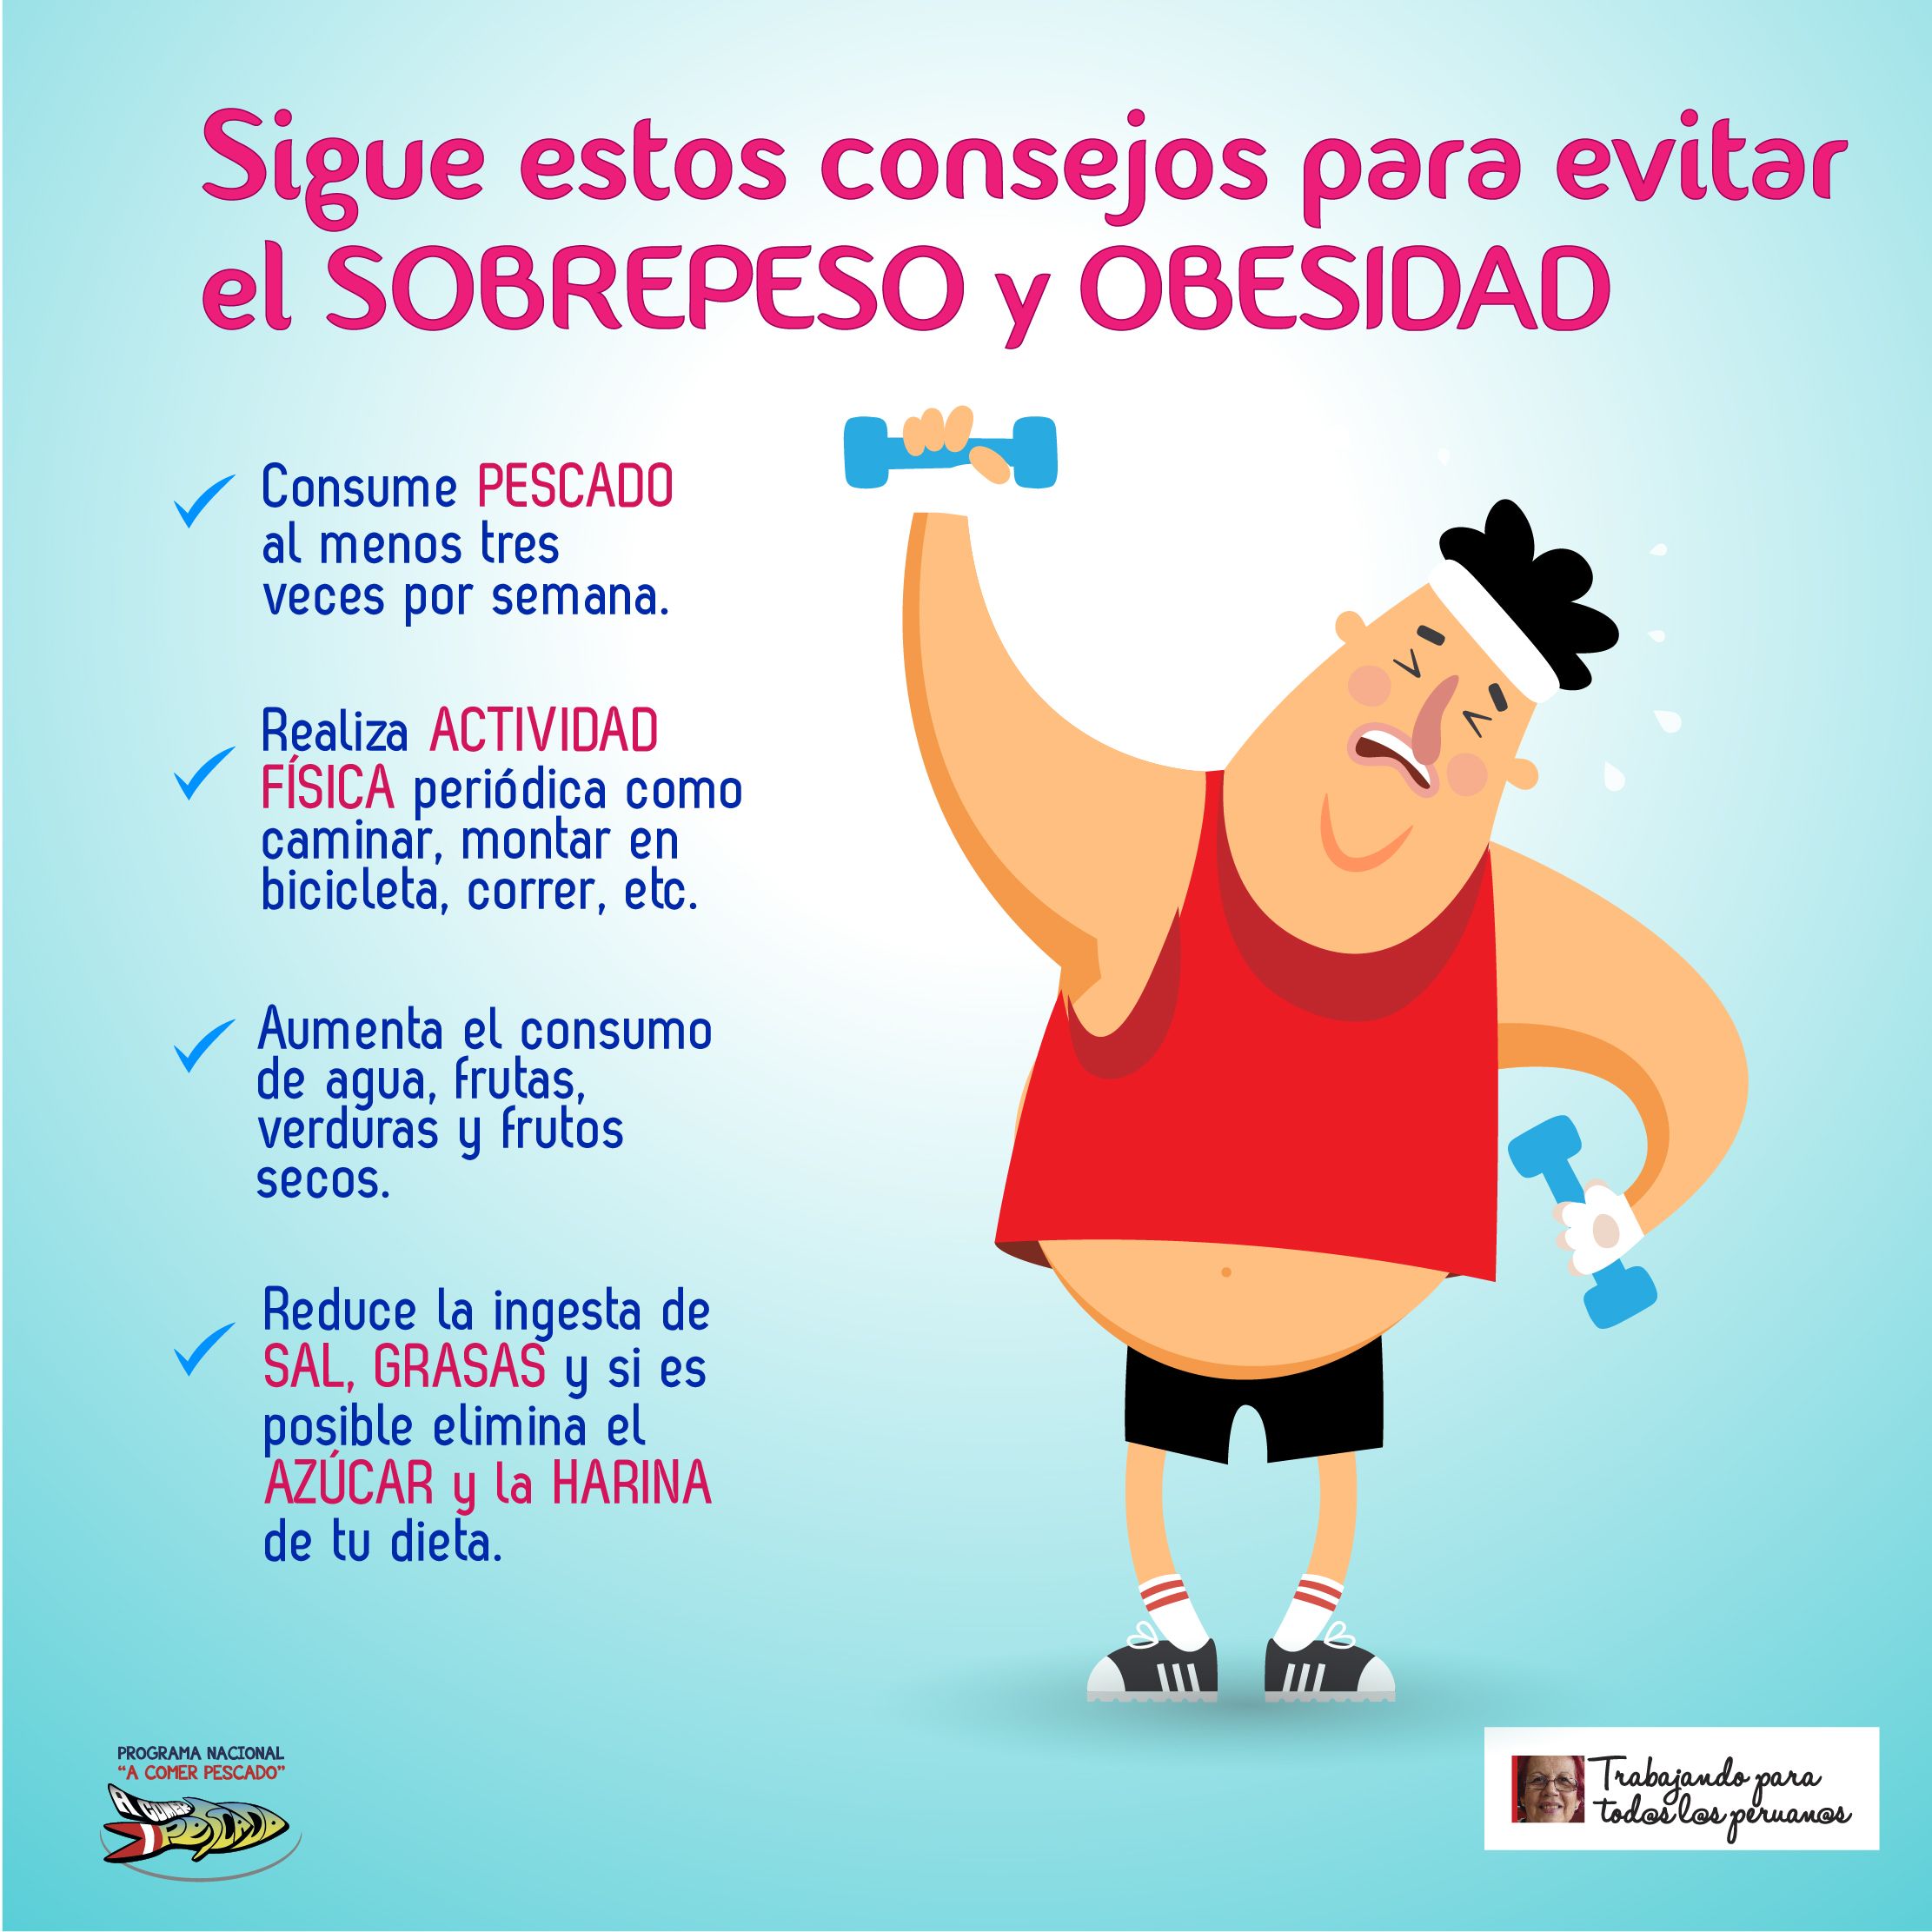 Sigue estos consejos para evitar
el SOBREPESO y OBESIDAD
Consume PESCADO
al menos tres
veces por semana.
Realiza ACTIVIDAD
FÍSICA periódica como
caminar, montar en
bicicleta, correr, etc.
Aumenta el consumo
de agua, frutas,
verduras y frutos
secos.
Reduce la ingesta de
SAL, GRASAS y si es
posible elimina el
AZÚCAR y la HARINA
de tu dieta.
PROGRAMA NACIONAL
"A COMER PESCADO"
A COMER
PESCADO
Trabajando para
tod@s l@s peruan@s